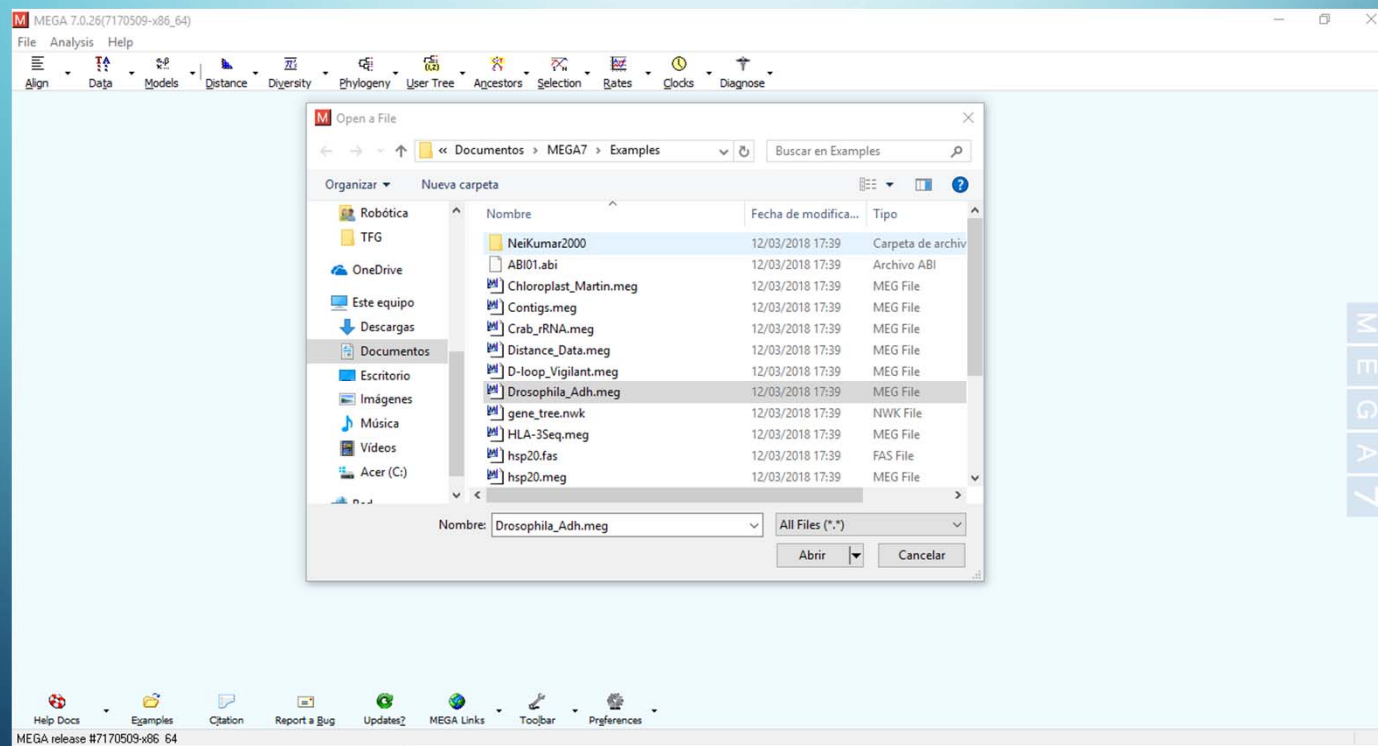 M MEGA 7.0.26(7170509-x86_64)
File Analysis Help
Align Data Models Distance Diversity Phylogeny User Tree Ancestors Selection Rates Clocks Diagnose
M Open a File
« Documentos > MEGA7 > Examples Buscar en Examples
Organizar Nueva carpeta
Robótica
TFG
OneDrive
Este equipo
Descargas
Documentos
Escritorio
Imágenes
Música
Vídeos
Acer (C:)
Nombre Fecha de modifica... Tipo
NeiKumar2000 12/03/2018 17:39 Carpeta de archiv
ABI01.abi 12/03/2018 17:39 Archivo ABI
Chloroplast_Martin.meg 12/03/2018 17:39 MEG File
Contigs.meg 12/03/2018 17:39 MEG File
Crab_rRNA.meg 12/03/2018 17:39 MEG File
Distance_Data.meg 12/03/2018 17:39 MEG File
D-loop_Vigilant.meg 12/03/2018 17:39 MEG File
Drosophila_Adh.meg 12/03/2018 17:39 MEG File
gene_tree.nwk 12/03/2018 17:39 NWK File
HLA-3Seq.meg 12/03/2018 17:39 MEG File
hsp20.fas 12/03/2018 17:39 FAS File
hsp20.meg 12/03/2018 17:39 MEG File
Nombre: Drosophila_Adh.meg All Files (*.*)
Abrir Cancelar
MEGA7
Help Docs Examples Citation Report a Bug Updates? MEGA Links Toolbar Preferences
MEGA release #7170509-x86_64